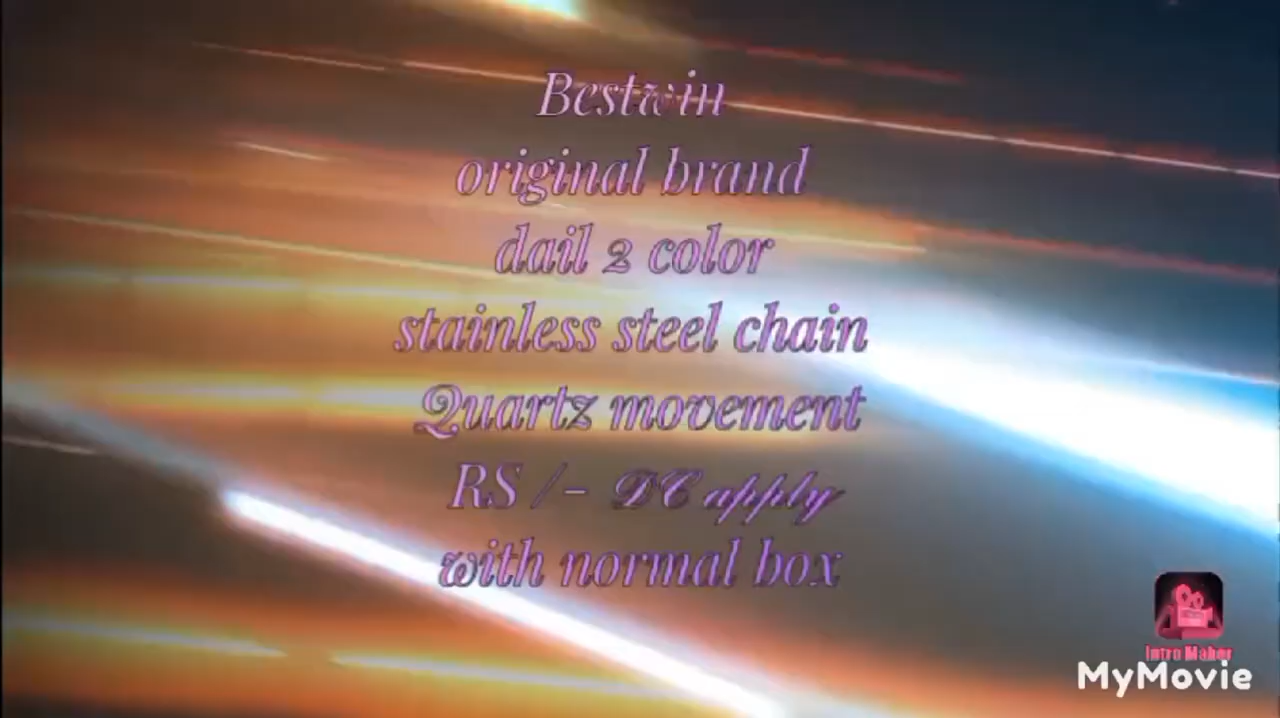 Bestwin
original brand
dail 2 color
stainless steel chain
Quartz movement
RS /- DC apply
with normal box
Intro Maker
MyMovie